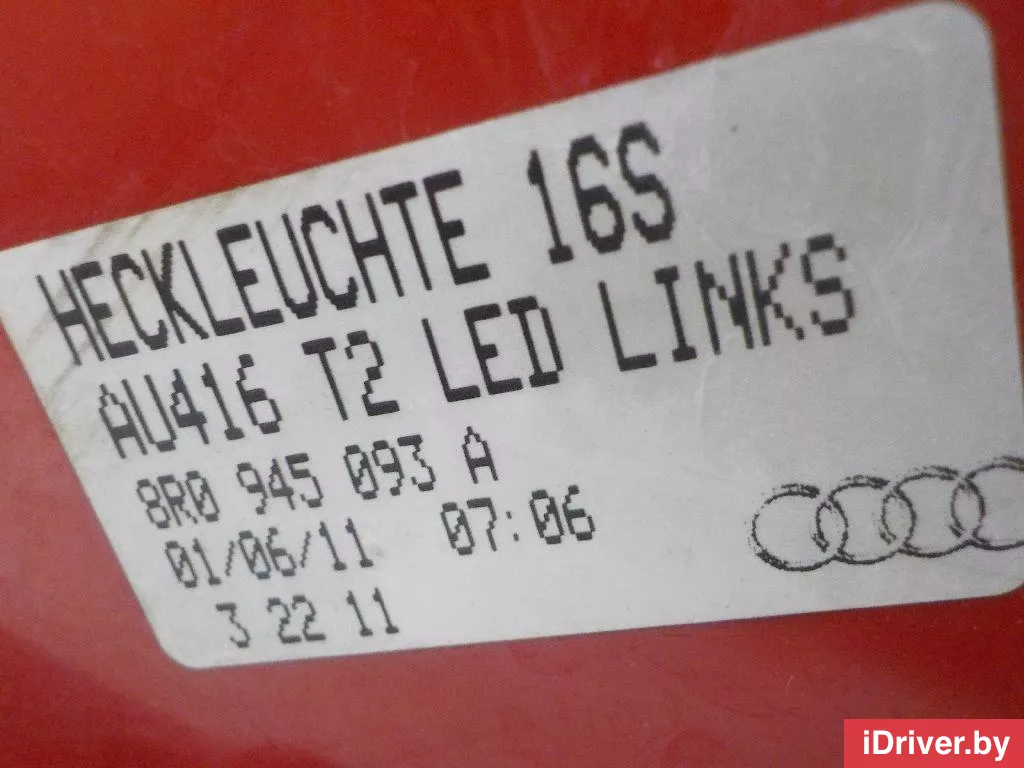 HECKLEUCHTE 16S
AU416 T2 LED LINKS
8R0 945 093 A
01/06/11 07:06
3 22 11
iDriver.by